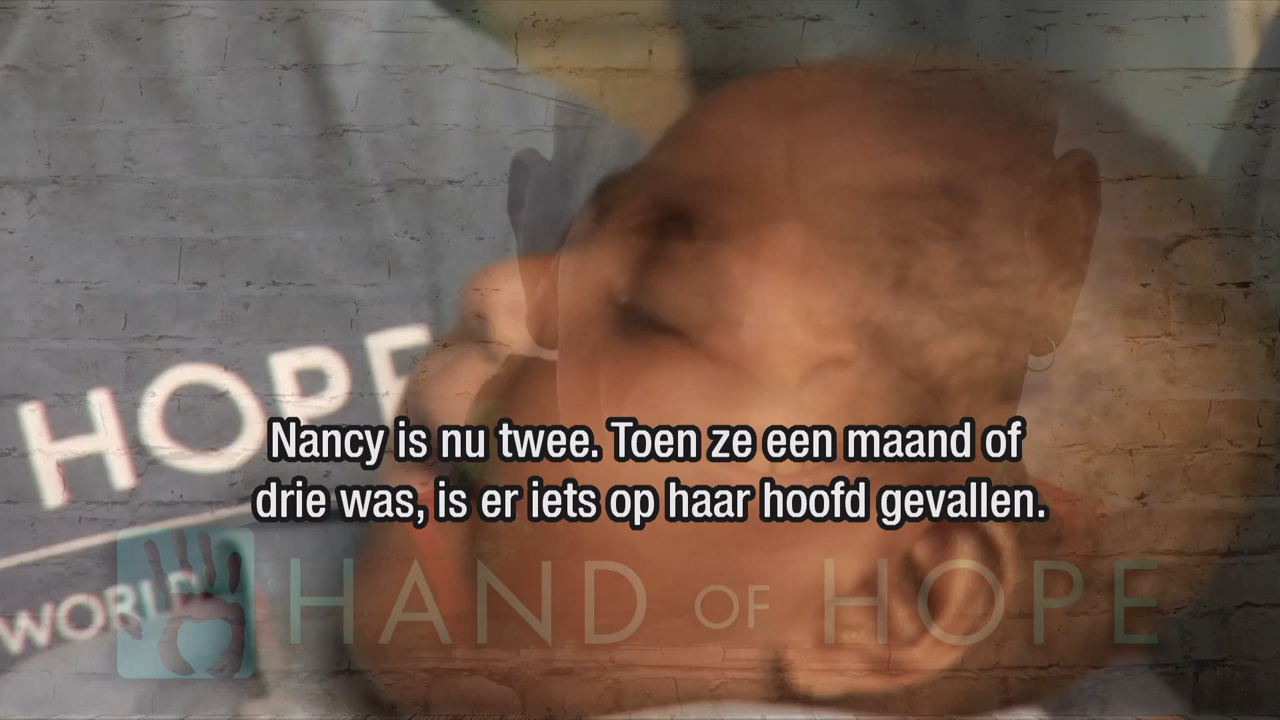 HOPE
Nancy is nu twee. Toen ze een maand of
drie was, is er iets op haar hoofd gevallen.
WORLD
HAND OF HOPE